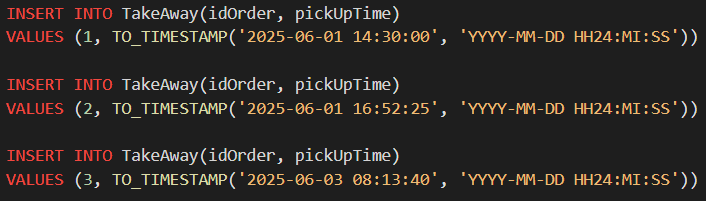 INSERT INTO TakeAway(idOrder, pickUpTime)
VALUES (1, TO_TIMESTAMP('2025-06-01 14:30:00', 'YYYY-MM-DD HH24:MI:SS'))
INSERT INTO TakeAway(idOrder, pickUpTime)
VALUES (2, TO_TIMESTAMP('2025-06-01 16:52:25', 'YYYY-MM-DD HH24:MI:SS'))
INSERT INTO TakeAway(idOrder, pickUpTime)
VALUES (3, TO_TIMESTAMP('2025-06-03 08:13:40', 'YYYY-MM-DD HH24:MI:SS'))